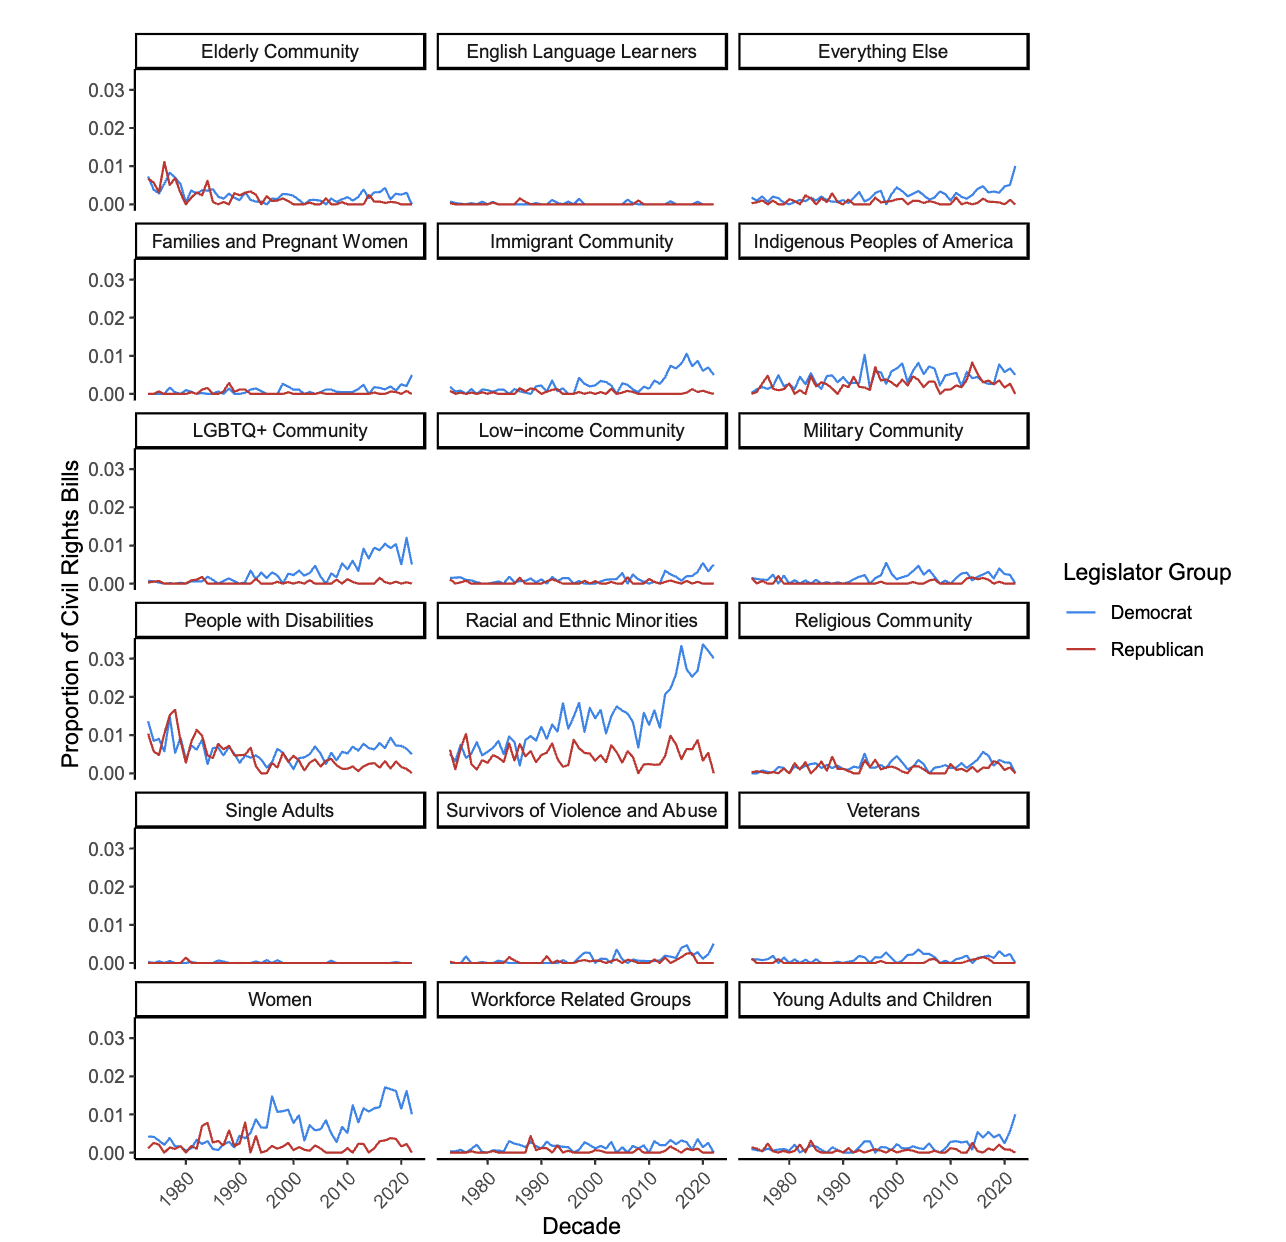 Elderly Community
English Language Learners
Everything Else
0.03
0.02
0.01
0.00
Families and Pregnant Women
Immigrant Community
Indigenous Peoples of America
0.03
0.02
0.01
0.00
LGBTQ+ Community
Low−income Community
Military Community
0.03
0.02
0.01
0.00
People with Disabilities
Racial and Ethnic Minorities
Religious Community
0.03
0.02
0.01
0.00
Single Adults
Survivors of Violence and Abuse
Veterans
0.03
0.02
0.01
0.00
Women
Workforce Related Groups
Young Adults and Children
0.03
0.02
0.01
0.00
1980
1990
2000
2010
2020
1980
1990
2000
2010
2020
1980
1990
2000
2010
2020
Decade
Proportion of Civil Rights Bills
Legislator Group
Democrat
Republican